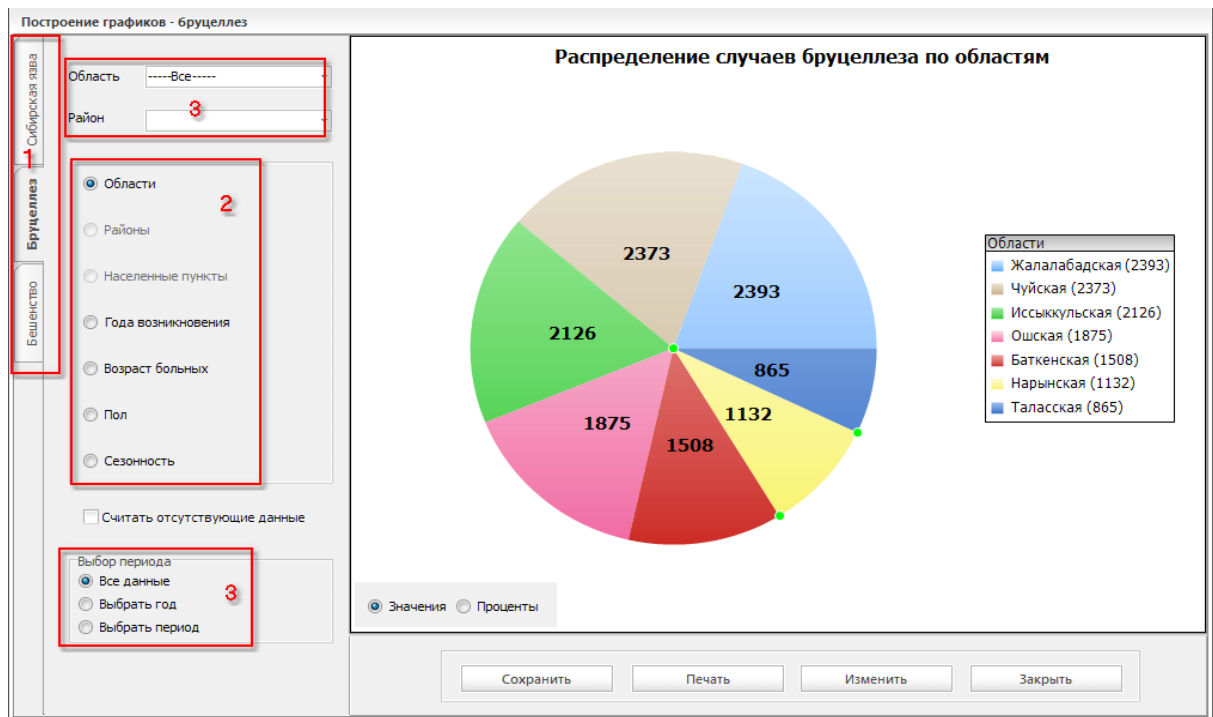 Построение графиков - бруцеллез
Сибирская язва
1
Бруцеллез
Бешенство
Область -----Все-----
3
Район
Области
2
Районы
Населенные пункты
Года возникновения
Возраст больных
Пол
Сезонность
Считать отсутствующие данные
Выбор периода
Все данные
3
Выбрать год
Выбрать период
Распределение случаев бруцеллеза по областям
2373
2393
2126
865
1132
1875
1508
Области
Жалалабадская (2393)
Чуйская (2373)
Иссыккульская (2126)
Ошская (1875)
Баткенская (1508)
Нарынская (1132)
Таласская (865)
Значения Проценты
Сохранить Печать Изменить Закрыть